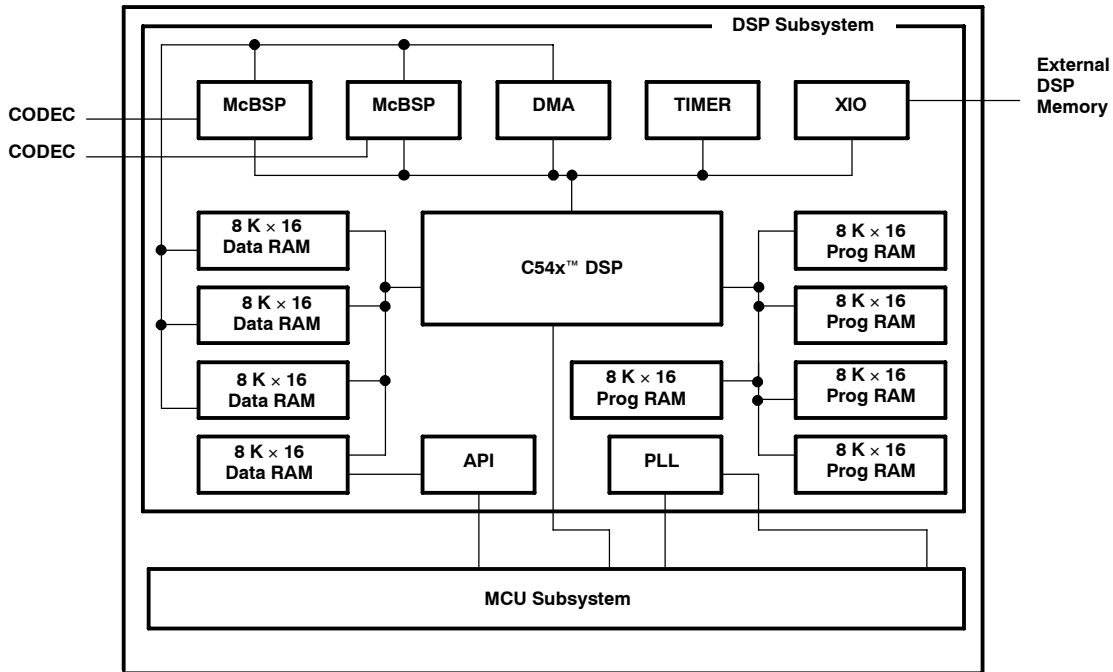 DSP Subsystem
External
DSP
Memory
McBSP
McBSP
DMA
TIMER
XIO
CODEC
CODEC
8 K × 16
Data RAM
8 K × 16
Data RAM
8 K × 16
Data RAM
8 K × 16
Data RAM
C54x™ DSP
8 K × 16
Prog RAM
8 K × 16
Prog RAM
8 K × 16
Prog RAM
8 K × 16
Prog RAM
8 K × 16
Prog RAM
API
PLL
MCU Subsystem